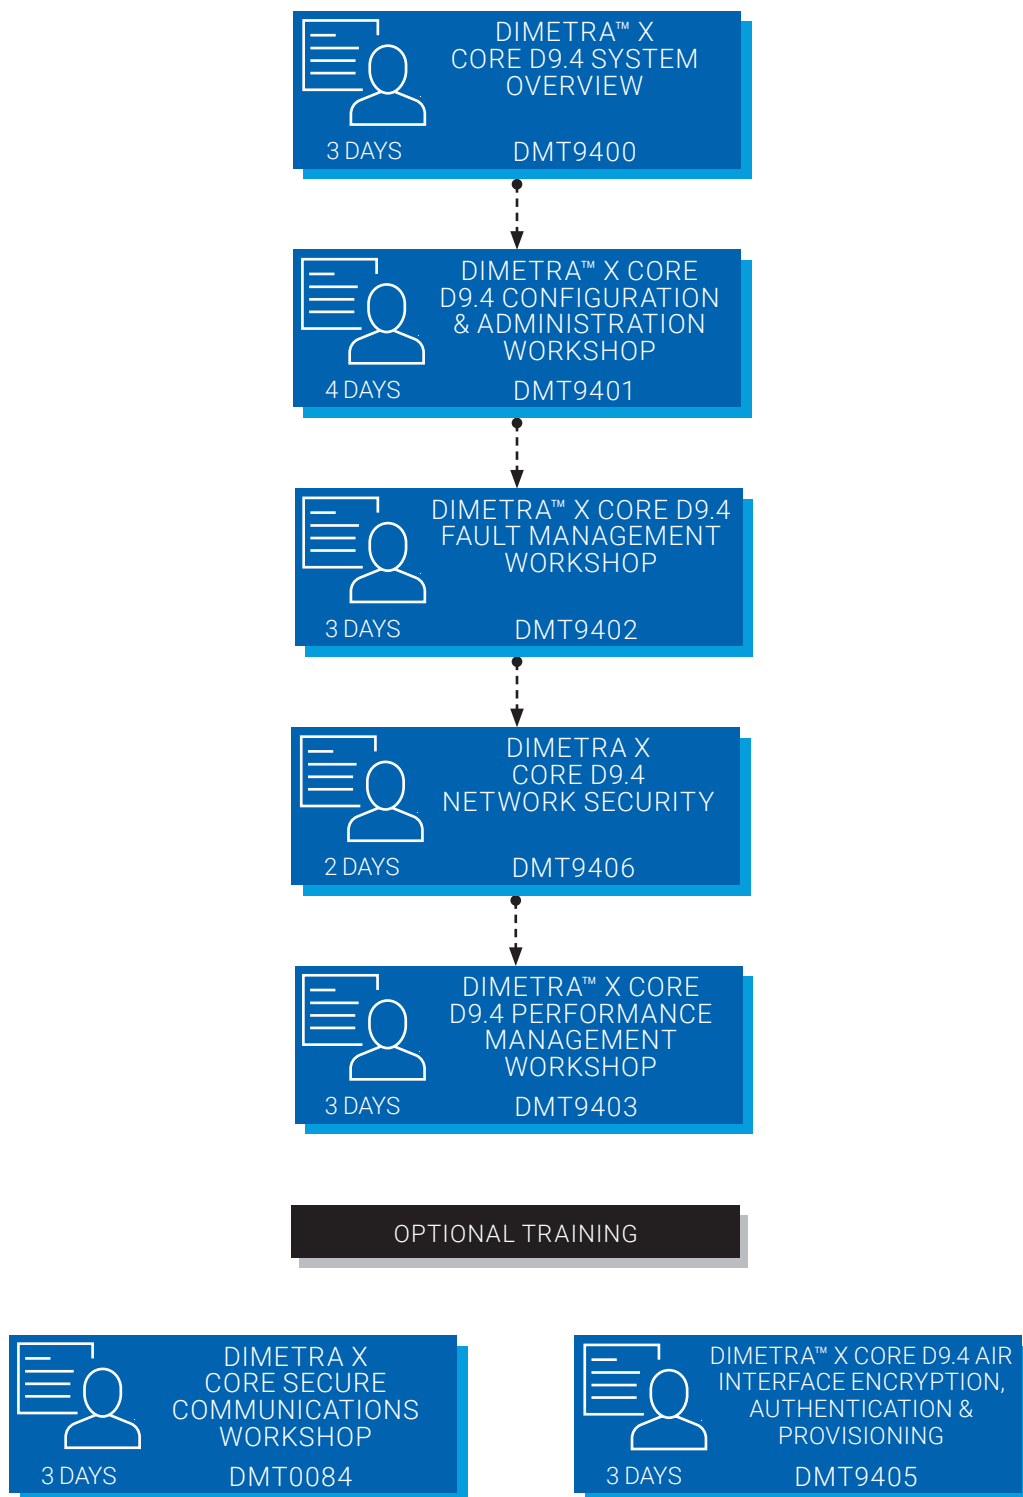 DIMETRA™ X
CORE D9.4 SYSTEM
OVERVIEW
3 DAYS
DMT9400
DIMETRA™ X CORE
D9.4 CONFIGURATION
& ADMINISTRATION
WORKSHOP
4 DAYS
DMT9401
DIMETRA™ X CORE D9.4
FAULT MANAGEMENT
WORKSHOP
3 DAYS
DMT9402
DIMETRA X
CORE D9.4
NETWORK SECURITY
2 DAYS
DMT9406
DIMETRA™ X CORE
D9.4 PERFORMANCE
MANAGEMENT
WORKSHOP
3 DAYS
DMT9403
OPTIONAL TRAINING
DIMETRA X
CORE SECURE
COMMUNICATIONS
WORKSHOP
3 DAYS
DMT0084
DIMETRA™ X CORE D9.4 AIR
INTERFACE ENCRYPTION,
AUTHENTICATION &
PROVISIONING
3 DAYS
DMT9405